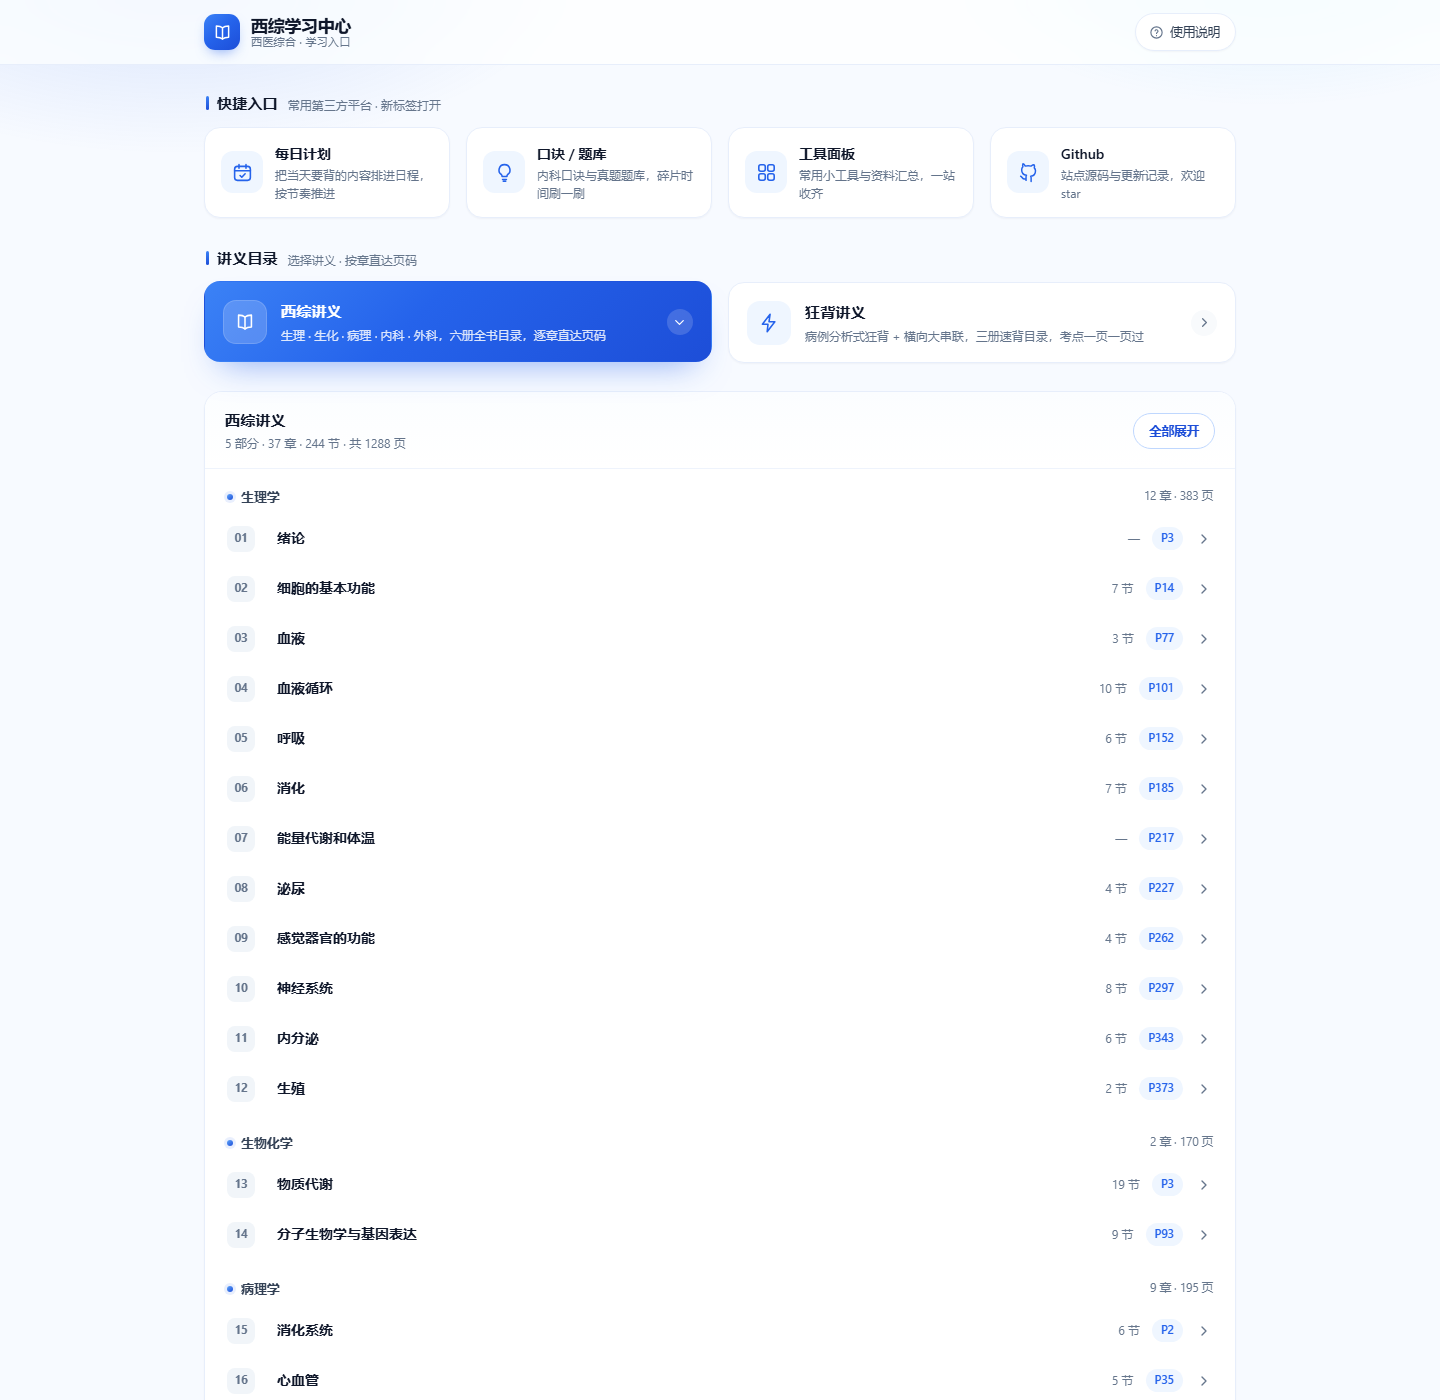 西综学习中心
西医综合 · 学习入口
使用说明
快捷入口 常用第三方平台 · 新标签打开
每日计划
把当天要背的内容排进日程，
按节奏推进
口诀 / 题库
内科口诀与真题题库，碎片时
间刷一刷
工具面板
常用小工具与资料汇总，一站
收齐
Github
站点源码与更新记录，欢迎
star
讲义目录 选择讲义 · 按章直达页码
西综讲义
生理 · 生化 · 病理 · 内科 · 外科，六册全书目录，逐章直达页码
狂背讲义
病例分析式狂背 + 横向大串联，三册速背目录，考点一页一页过
西综讲义
5 部分 · 37 章 · 244 节 · 共 1288 页
全部展开
生理学 12 章 · 383 页
01 绪论 — P3
02 细胞的基本功能 7 节 P14
03 血液 3 节 P77
04 血液循环 10 节 P101
05 呼吸 6 节 P152
06 消化 7 节 P185
07 能量代谢和体温 — P217
08 泌尿 4 节 P227
09 感觉器官的功能 4 节 P262
10 神经系统 8 节 P297
11 内分泌 6 节 P343
12 生殖 2 节 P373
生物化学 2 章 · 170 页
13 物质代谢 19 节 P3
14 分子生物学与基因表达 9 节 P93
病理学 9 章 · 195 页
15 消化系统 6 节 P2
16 心血管 5 节 P35